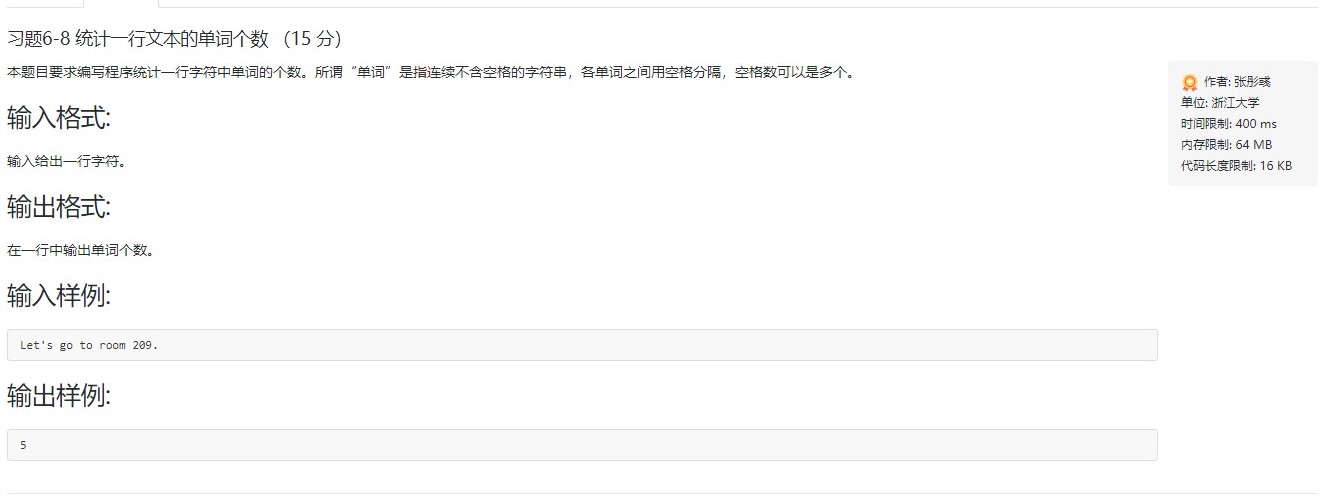 习题6-8 统计一行文本的单词个数 （15 分）
本题目要求编写程序统计一行字符中单词的个数。所谓“单词”是指连续不含空格的字符串，各单词之间用空格分隔，空格数可以是多个。
作者: 张彤彧
单位: 浙江大学
时间限制: 400 ms
内存限制: 64 MB
代码长度限制: 16 KB
输入格式:
输入给出一行字符。
输出格式:
在一行中输出单词个数。
输入样例:
Let's go to room 209.
输出样例:
5